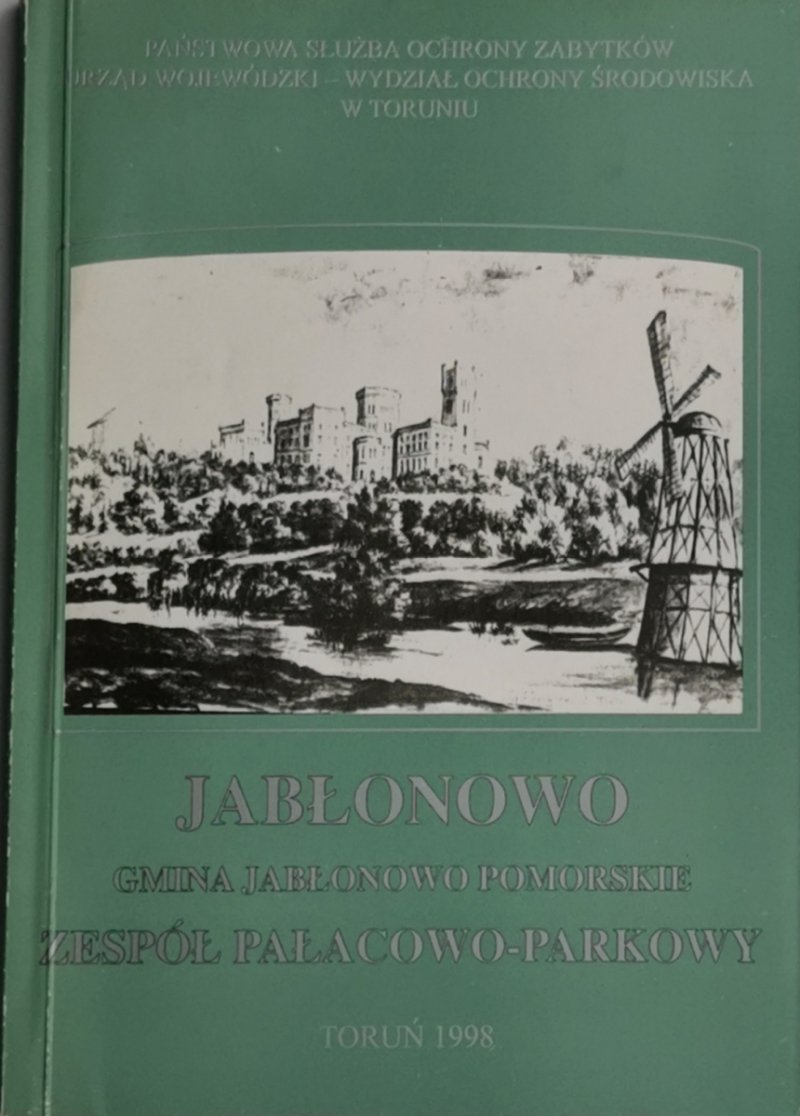 PAŃSTWOWA SŁUŻBA OCHRONY ZABYTKÓW
URZĄD WOJEWÓDZKI – WYDZIAŁ OCHRONY ŚRODOWISKA
W TORUNIU
JABŁONOWO
GMINA JABŁONOWO POMORSKIE
ZESPÓŁ PAŁACOWO-PARKOWY
TORUŃ 1998